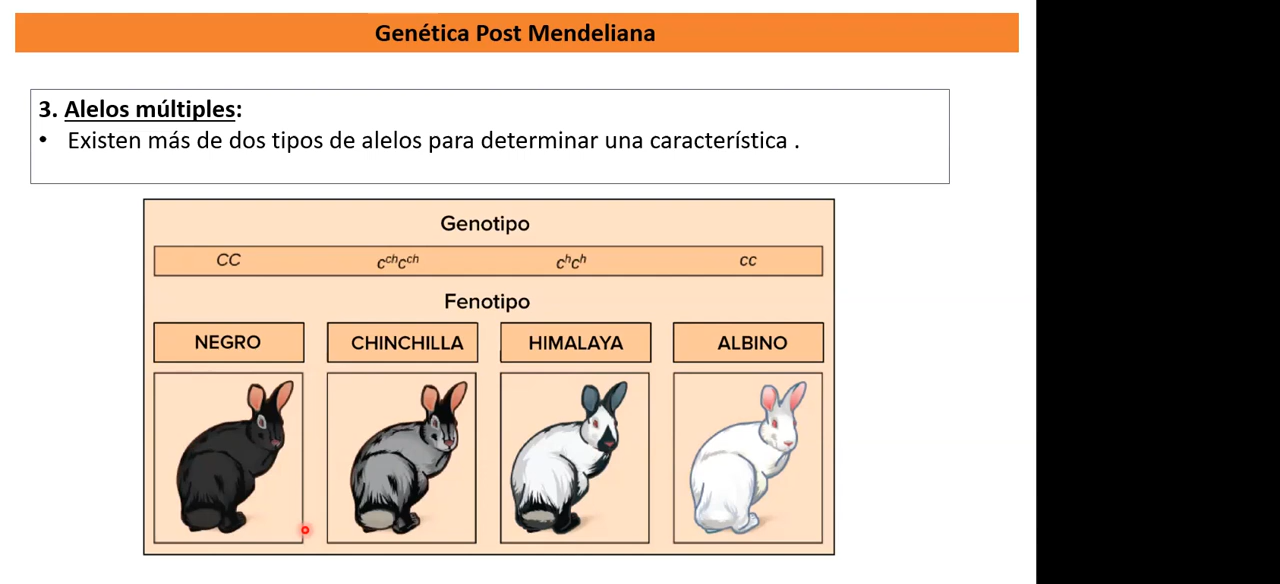 Genética Post Mendeliana
3. Alelos múltiples:
• Existen más de dos tipos de alelos para determinar una característica .
Genotipo
CC cᶜʰcᶜʰ cʰcʰ cc
Fenotipo
NEGRO CHINCHILLA HIMALAYA ALBINO